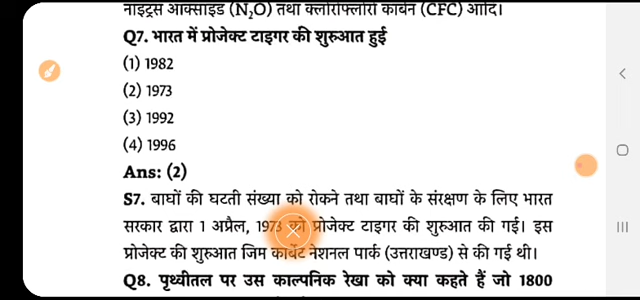 नाइट्रस ऑक्साइड (N₂O) तथा क्लोरोफ्लोरो कार्बन (CFC) आदि।
Q7. भारत में प्रोजेक्ट टाइगर की शुरुआत हुई
(1) 1982
(2) 1973
(3) 1992
(4) 1996
Ans: (2)
S7. बाघों की घटती संख्या को रोकने तथा बाघों के संरक्षण के लिए भारत
सरकार द्वारा 1 अप्रैल, 1973 को प्रोजेक्ट टाइगर की शुरुआत की गई। इस
प्रोजेक्ट की शुरुआत जिम कार्बेट नेशनल पार्क (उत्तराखण्ड) से की गई थी।
Q8. पृथ्वीतल पर उस काल्पनिक रेखा को क्या कहते हैं जो 1800